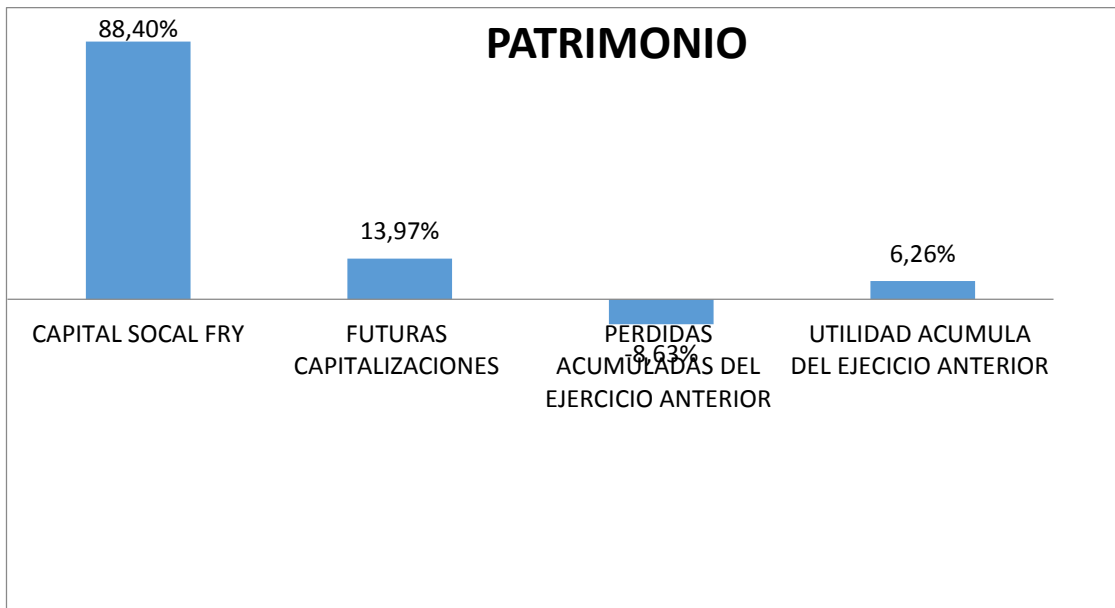 PATRIMONIO
88,40%
13,97%
-8,63%
6,26%
CAPITAL SOCAL FRY
FUTURAS
CAPITALIZACIONES
PERDIDAS
ACUMULADAS DEL
EJERCICIO ANTERIOR
UTILIDAD ACUMULA
DEL EJECICIO ANTERIOR